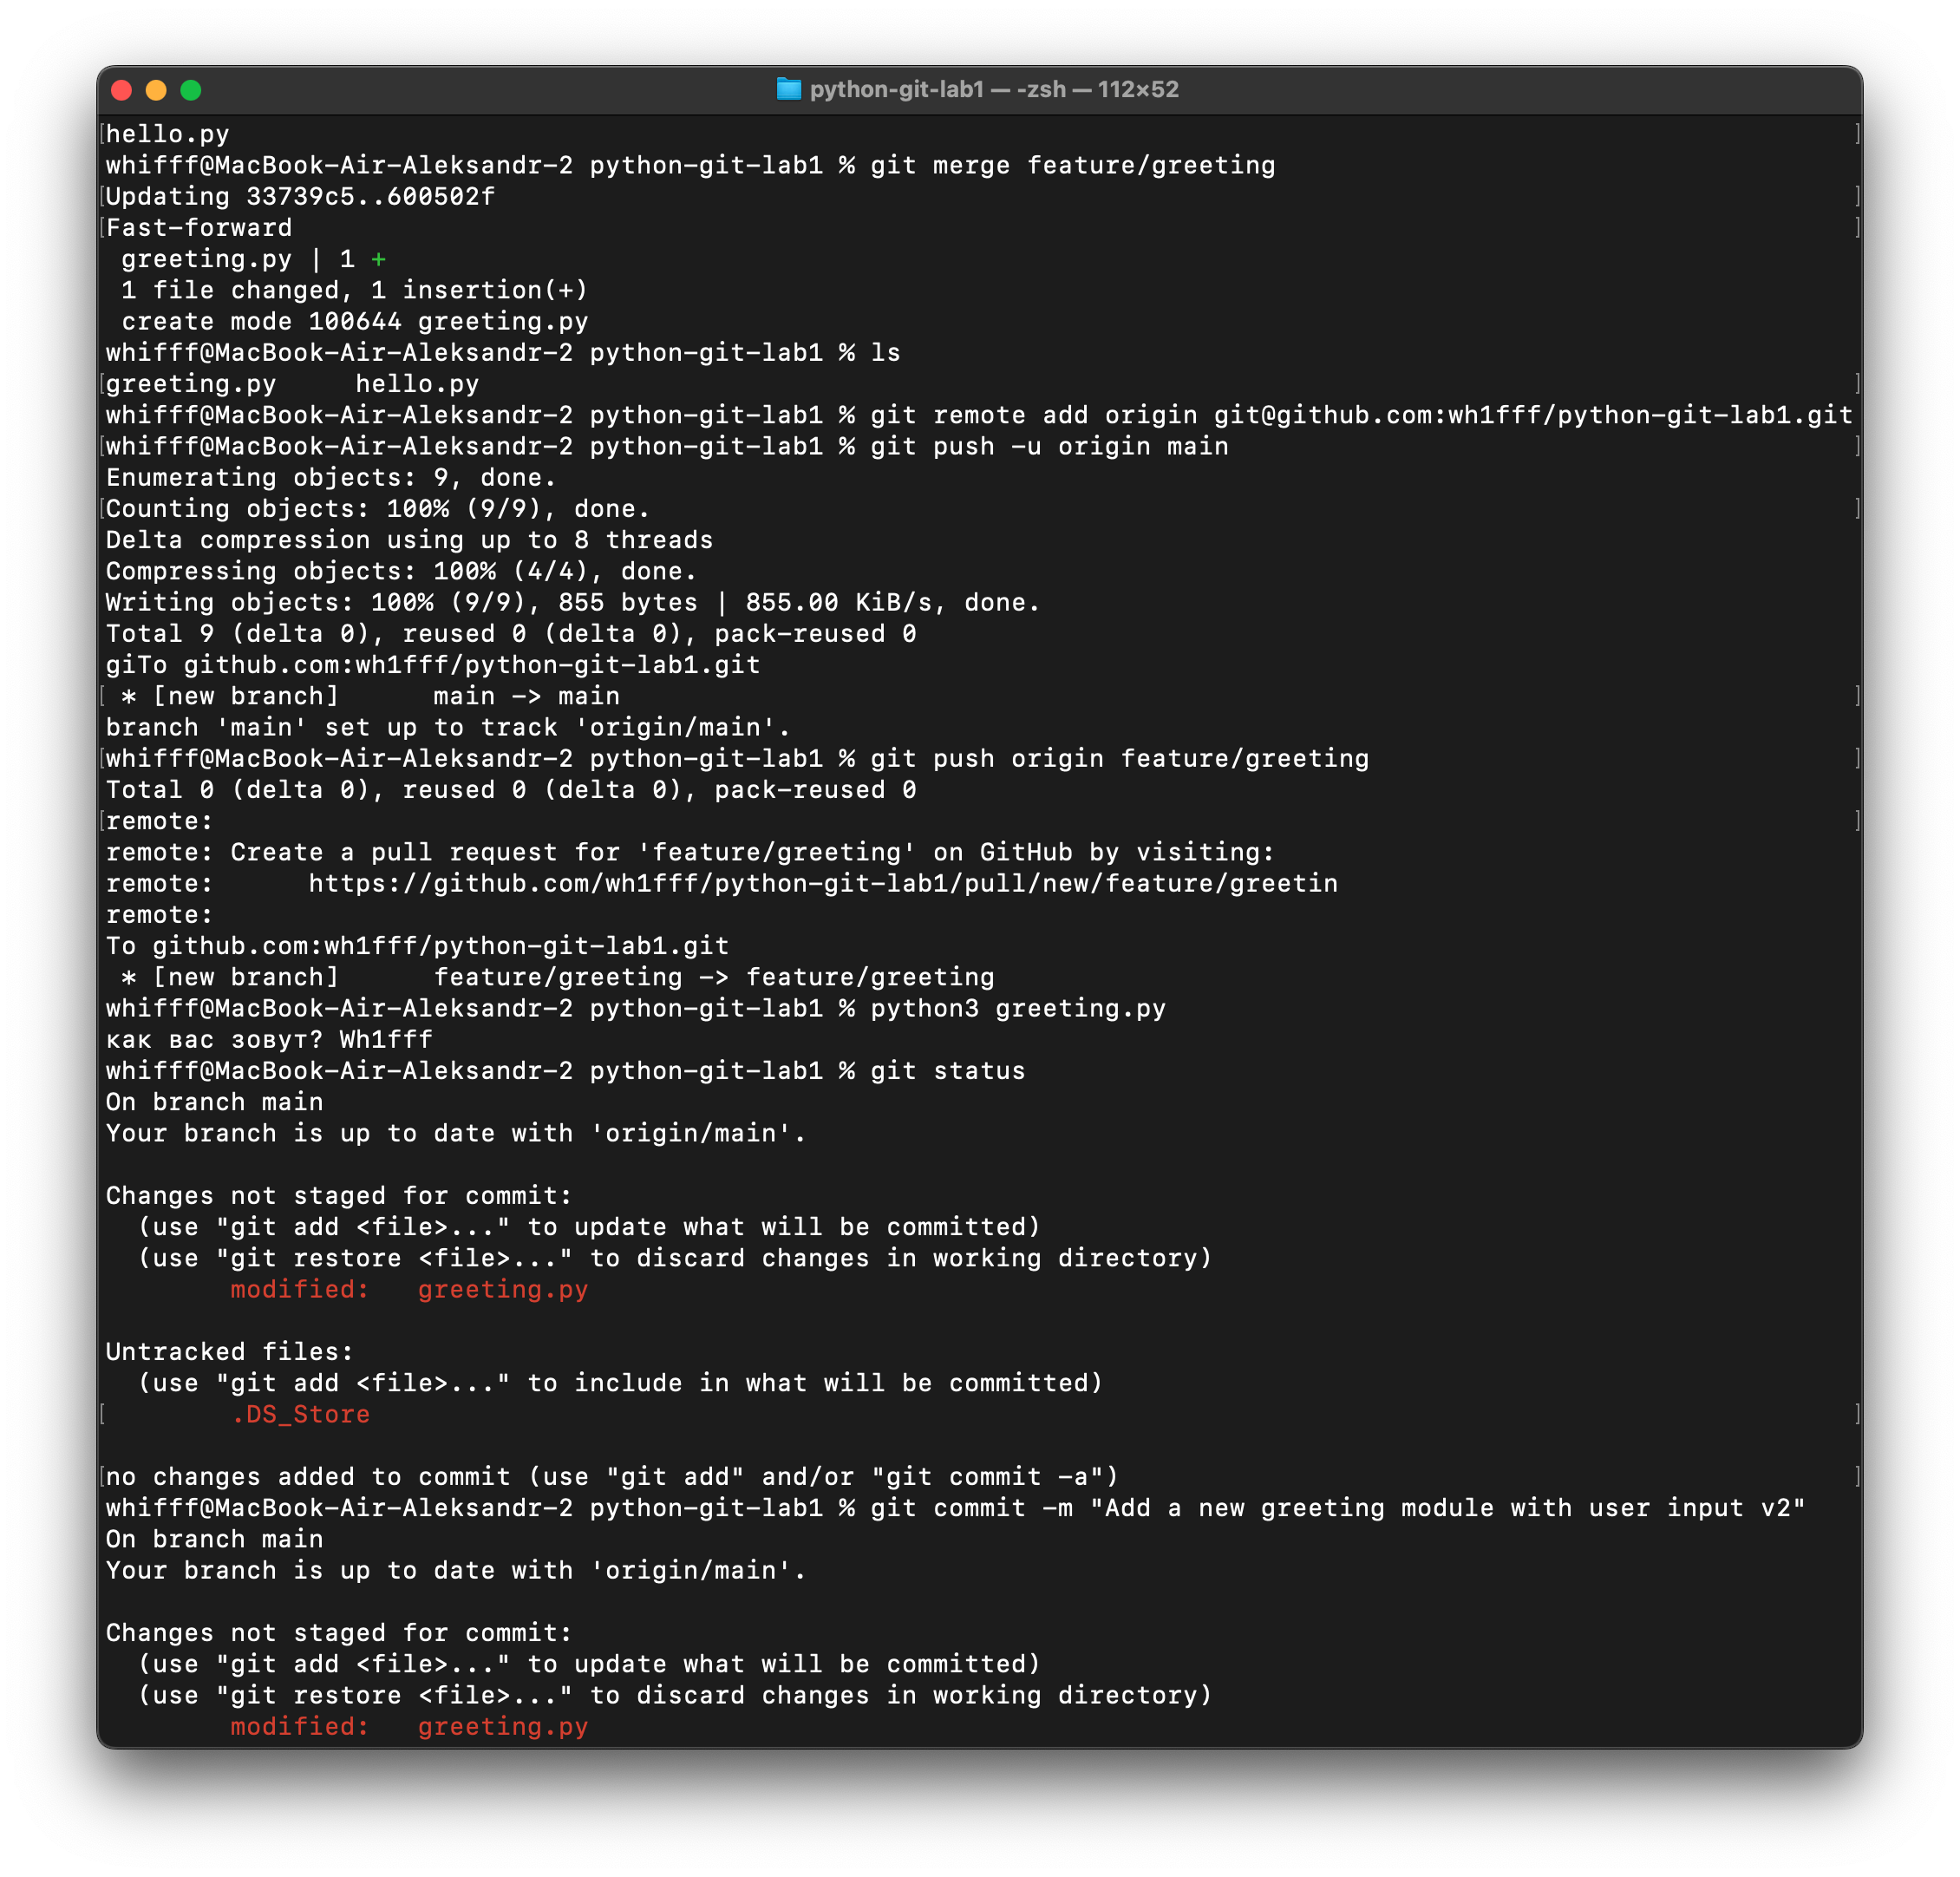 python-git-lab1 — -zsh — 112×52
hello.py
whifff@MacBook-Air-Aleksandr-2 python-git-lab1 % git merge feature/greeting
Updating 33739c5..600502f
Fast-forward
 greeting.py | 1 +
 1 file changed, 1 insertion(+)
 create mode 100644 greeting.py
whifff@MacBook-Air-Aleksandr-2 python-git-lab1 % ls
greeting.py     hello.py
whifff@MacBook-Air-Aleksandr-2 python-git-lab1 % git remote add origin git@github.com:wh1fff/python-git-lab1.git
whifff@MacBook-Air-Aleksandr-2 python-git-lab1 % git push -u origin main
Enumerating objects: 9, done.
Counting objects: 100% (9/9), done.
Delta compression using up to 8 threads
Compressing objects: 100% (4/4), done.
Writing objects: 100% (9/9), 855 bytes | 855.00 KiB/s, done.
Total 9 (delta 0), reused 0 (delta 0), pack-reused 0
giTo github.com:wh1fff/python-git-lab1.git
 * [new branch]      main -> main
branch 'main' set up to track 'origin/main'.
whifff@MacBook-Air-Aleksandr-2 python-git-lab1 % git push origin feature/greeting
Total 0 (delta 0), reused 0 (delta 0), pack-reused 0
remote:
remote: Create a pull request for 'feature/greeting' on GitHub by visiting:
remote:      https://github.com/wh1fff/python-git-lab1/pull/new/feature/greetin
remote:
To github.com:wh1fff/python-git-lab1.git
 * [new branch]      feature/greeting -> feature/greeting
whifff@MacBook-Air-Aleksandr-2 python-git-lab1 % python3 greeting.py
как вас зовут? Wh1fff
whifff@MacBook-Air-Aleksandr-2 python-git-lab1 % git status
On branch main
Your branch is up to date with 'origin/main'.

Changes not staged for commit:
  (use "git add <file>..." to update what will be committed)
  (use "git restore <file>..." to discard changes in working directory)
        modified:   greeting.py

Untracked files:
  (use "git add <file>..." to include in what will be committed)
        .DS_Store

no changes added to commit (use "git add" and/or "git commit -a")
whifff@MacBook-Air-Aleksandr-2 python-git-lab1 % git commit -m "Add a new greeting module with user input v2"
On branch main
Your branch is up to date with 'origin/main'.

Changes not staged for commit:
  (use "git add <file>..." to update what will be committed)
  (use "git restore <file>..." to discard changes in working directory)
        modified:   greeting.py